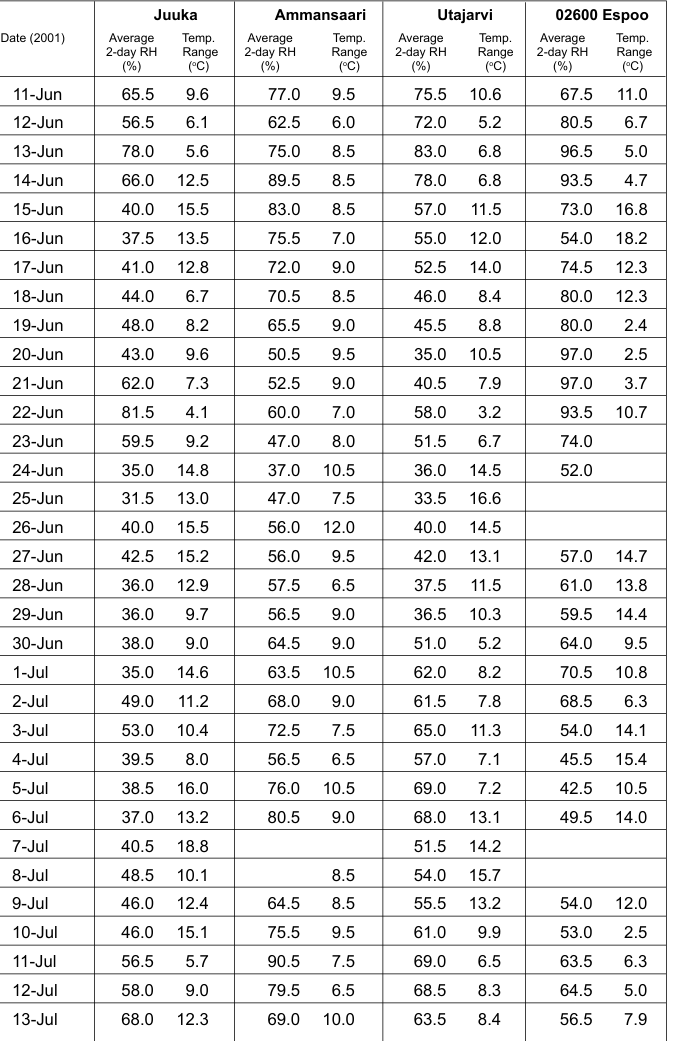 Juuka Ammansaari Utajarvi 02600 Espoo
Date (2001) Average Temp. Average Temp. Average Temp. Average Temp.
2-day RH Range 2-day RH Range 2-day RH Range 2-day RH Range
(%) (°C) (%) (°C) (%) (°C) (%) (°C)
11-Jun 65.5 9.6 77.0 9.5 75.5 10.6 67.5 11.0
12-Jun 56.5 6.1 62.5 6.0 72.0 5.2 80.5 6.7
13-Jun 78.0 5.6 75.0 8.5 83.0 6.8 96.5 5.0
14-Jun 66.0 12.5 89.5 8.5 78.0 6.8 93.5 4.7
15-Jun 40.0 15.5 83.0 8.5 57.0 11.5 73.0 16.8
16-Jun 37.5 13.5 75.5 7.0 55.0 12.0 54.0 18.2
17-Jun 41.0 12.8 72.0 9.0 52.5 14.0 74.5 12.3
18-Jun 44.0 6.7 70.5 8.5 46.0 8.4 80.0 12.3
19-Jun 48.0 8.2 65.5 9.0 45.5 8.8 80.0 2.4
20-Jun 43.0 9.6 50.5 9.5 35.0 10.5 97.0 2.5
21-Jun 62.0 7.3 52.5 9.0 40.5 7.9 97.0 3.7
22-Jun 81.5 4.1 60.0 7.0 58.0 3.2 93.5 10.7
23-Jun 59.5 9.2 47.0 8.0 51.5 6.7 74.0
24-Jun 35.0 14.8 37.0 10.5 36.0 14.5 52.0
25-Jun 31.5 13.0 47.0 7.5 33.5 16.6
26-Jun 40.0 15.5 56.0 12.0 40.0 14.5
27-Jun 42.5 15.2 56.0 9.5 42.0 13.1 57.0 14.7
28-Jun 36.0 12.9 57.5 6.5 37.5 11.5 61.0 13.8
29-Jun 36.0 9.7 56.5 9.0 36.5 10.3 59.5 14.4
30-Jun 38.0 9.0 64.5 9.0 51.0 5.2 64.0 9.5
1-Jul 35.0 14.6 63.5 10.5 62.0 8.2 70.5 10.8
2-Jul 49.0 11.2 68.0 9.0 61.5 7.8 68.5 6.3
3-Jul 53.0 10.4 72.5 7.5 65.0 11.3 54.0 14.1
4-Jul 39.5 8.0 56.5 6.5 57.0 7.1 45.5 15.4
5-Jul 38.5 16.0 76.0 10.5 69.0 7.2 42.5 10.5
6-Jul 37.0 13.2 80.5 9.0 68.0 13.1 49.5 14.0
7-Jul 40.5 18.8 51.5 14.2
8-Jul 48.5 10.1 8.5 54.0 15.7
9-Jul 46.0 12.4 64.5 8.5 55.5 13.2 54.0 12.0
10-Jul 46.0 15.1 75.5 9.5 61.0 9.9 53.0 2.5
11-Jul 56.5 5.7 90.5 7.5 69.0 6.5 63.5 6.3
12-Jul 58.0 9.0 79.5 6.5 68.5 8.3 64.5 5.0
13-Jul 68.0 12.3 69.0 10.0 63.5 8.4 56.5 7.9